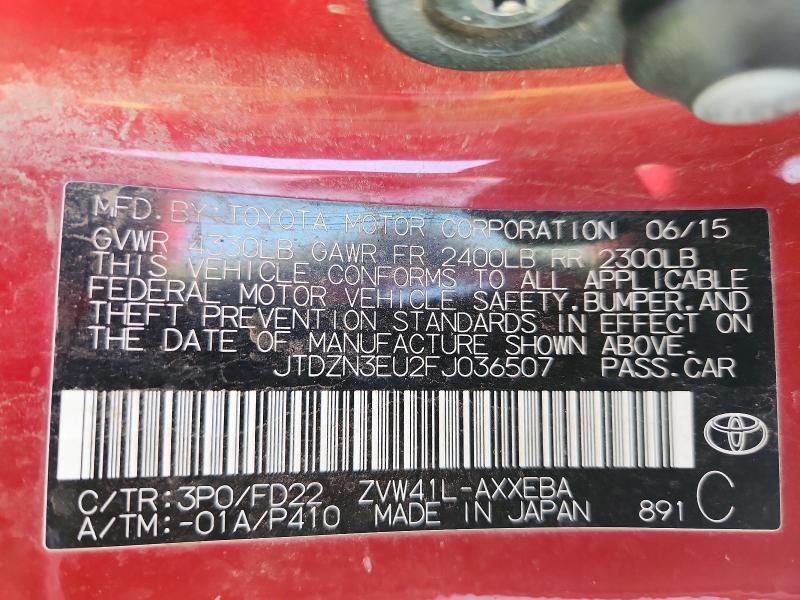 MFD. BY: TOYOTA MOTOR CORPORATION 06/15
GVWR 4330LB GAWR FR 2400LB RR 2300LB
THIS VEHICLE CONFORMS TO ALL APPLICABLE
FEDERAL MOTOR VEHICLE SAFETY,BUMPER,AND
THEFT PREVENTION STANDARDS IN EFFECT ON
THE DATE OF MANUFACTURE SHOWN ABOVE.
JTDZN3EU2FJ036507 PASS.CAR
C/TR:3P0/FD22 ZVW41L-AXXEBA
A/TM:-01A/P410 MADE IN JAPAN 891 C